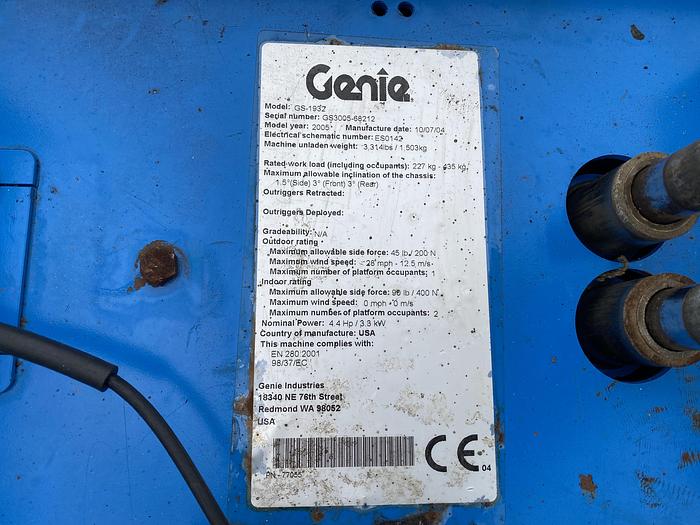 Genie
Model: GS-1932
Serial number: GS3005-68212
Model year: 2005 Manufacture date: 10/07/04
Electrical schematic number: ES0142
Machine unladen weight: 3,314lbs / 1,503kg
Rated work load (including occupants): 227 kg - 435 kg
Maximum allowable inclination of the chassis:
1.5°(Side) 3° (Front) 3° (Rear)
Outriggers Retracted:
Outriggers Deployed:
Gradeability: N/A
Outdoor rating
Maximum allowable side force: 45 lb / 200 N
Maximum wind speed: 28 mph - 12.5 m/s
Maximum number of platform occupants: 1
Indoor rating
Maximum allowable side force: 90 lb / 400 N
Maximum wind speed: 0 mph - 0 m/s
Maximum number of platform occupants: 2
Nominal Power: 4.4 Hp / 3.3 kW
Country of manufacture: USA
This machine complies with:
EN 280:2001
98/37/EC
Genie Industries
18340 NE 76th Street
Redmond WA 98052
USA
CE 04
PN - 77055